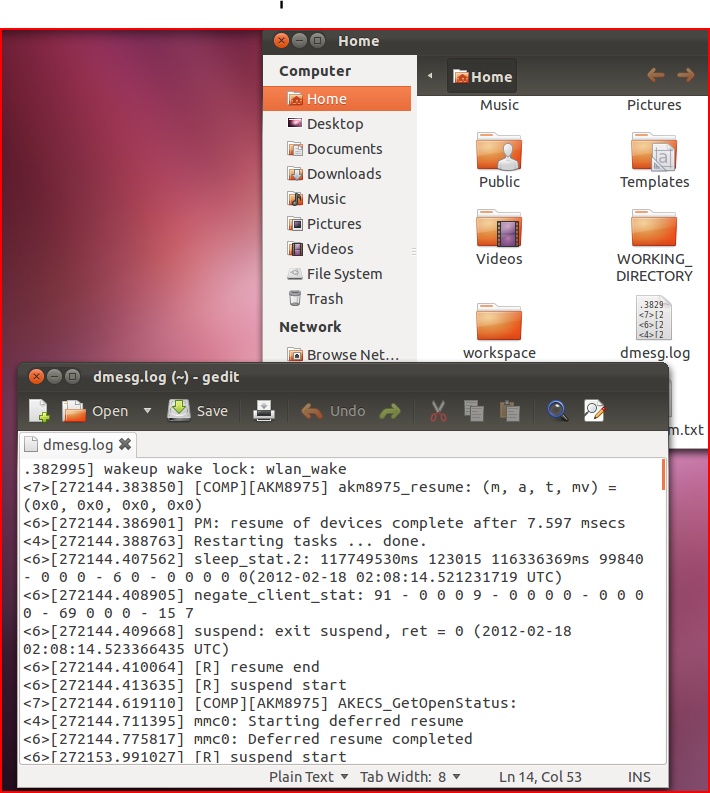 Home
Computer
Home
Desktop
Documents
Downloads
Music
Pictures
Videos
File System
Trash
Network
Browse Net...
Home
Music
Pictures
Public
Templates
Videos
WORKING_
DIRECTORY
workspace
.3829
<7>[2
<6>[2
<4>[2
dmesg.log
m.txt
dmesg.log (~) - gedit
Open
Save
Undo
dmesg.log
.382995] wakeup wake lock: wlan_wake
<7>[272144.383850] [COMP][AKM8975] akm8975_resume: (m, a, t, mv) =
(0x0, 0x0, 0x0, 0x0)
<6>[272144.386901] PM: resume of devices complete after 7.597 msecs
<4>[272144.388763] Restarting tasks ... done.
<6>[272144.407562] sleep_stat.2: 117749530ms 123015 116336369ms 99840
- 0 0 0 - 6 0 - 0 0 0 0 0(2012-02-18 02:08:14.521231719 UTC)
<6>[272144.408905] negate_client_stat: 91 - 0 0 0 9 - 0 0 0 0 - 0 0 0
0 - 69 0 0 0 - 15 7
<6>[272144.409668] suspend: exit suspend, ret = 0 (2012-02-18
02:08:14.523366435 UTC)
<6>[272144.410064] [R] resume end
<6>[272144.413635] [R] suspend start
<7>[272144.619110] [COMP][AKM8975] AKECS_GetOpenStatus:
<4>[272144.711395] mmc0: Starting deferred resume
<6>[272144.775817] mmc0: Deferred resume completed
<6>[272153.991027] [R] suspend start
Plain Text
Tab Width: 8
Ln 14, Col 53
INS